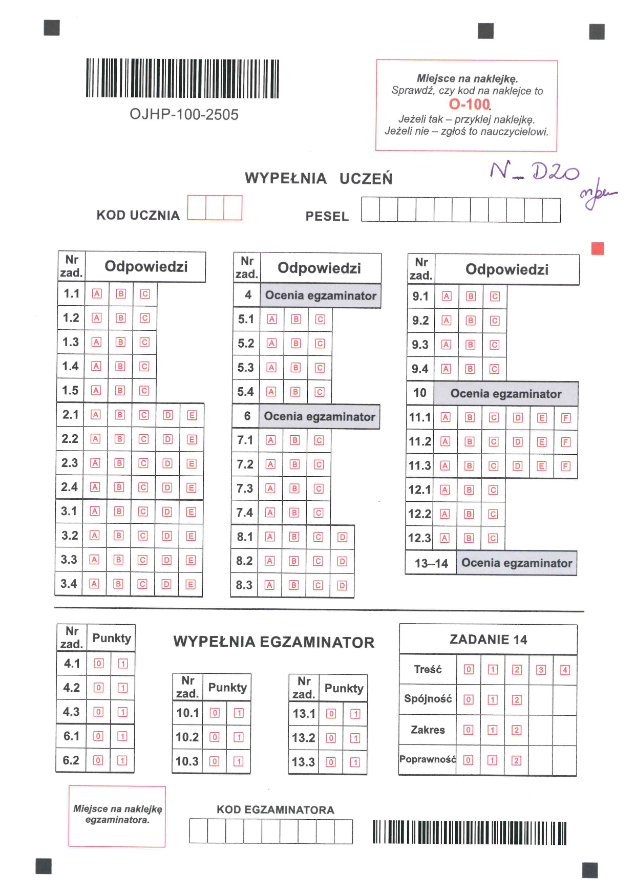 OJHP-100-2505
Miejsce na naklejkę.
Sprawdź, czy kod na naklejce to
O-100.
Jeżeli tak – przyklej naklejkę.
Jeżeli nie – zgłoś to nauczycielowi.
N_D20
WYPEŁNIA UCZEŃ
KOD UCZNIA
PESEL
Nr zad. Odpowiedzi
1.1 A B C
1.2 A B C
1.3 A B C
1.4 A B C
1.5 A B C
2.1 A B C D E
2.2 A B C D E
2.3 A B C D E
2.4 A B C D E
3.1 A B C D E
3.2 A B C D E
3.3 A B C D E
3.4 A B C D E
Nr zad. Odpowiedzi
4 Ocenia egzaminator
5.1 A B C
5.2 A B C
5.3 A B C
5.4 A B C
6 Ocenia egzaminator
7.1 A B C
7.2 A B C
7.3 A B C
7.4 A B C
8.1 A B C D
8.2 A B C D
8.3 A B C D
Nr zad. Odpowiedzi
9.1 A B C
9.2 A B C
9.3 A B C
9.4 A B C
10 Ocenia egzaminator
11.1 A B C D E F
11.2 A B C D E F
11.3 A B C D E F
12.1 A B C
12.2 A B C
12.3 A B C
13–14 Ocenia egzaminator
WYPEŁNIA EGZAMINATOR
Nr zad. Punkty
4.1 0 1
4.2 0 1
4.3 0 1
6.1 0 1
6.2 0 1
Nr zad. Punkty
10.1 0 1
10.2 0 1
10.3 0 1
Nr zad. Punkty
13.1 0 1
13.2 0 1
13.3 0 1
ZADANIE 14
Treść 0 1 2 3 4
Spójność 0 1 2
Zakres 0 1 2
Poprawność 0 1 2
Miejsce na naklejkę
egzaminatora.
KOD EGZAMINATORA